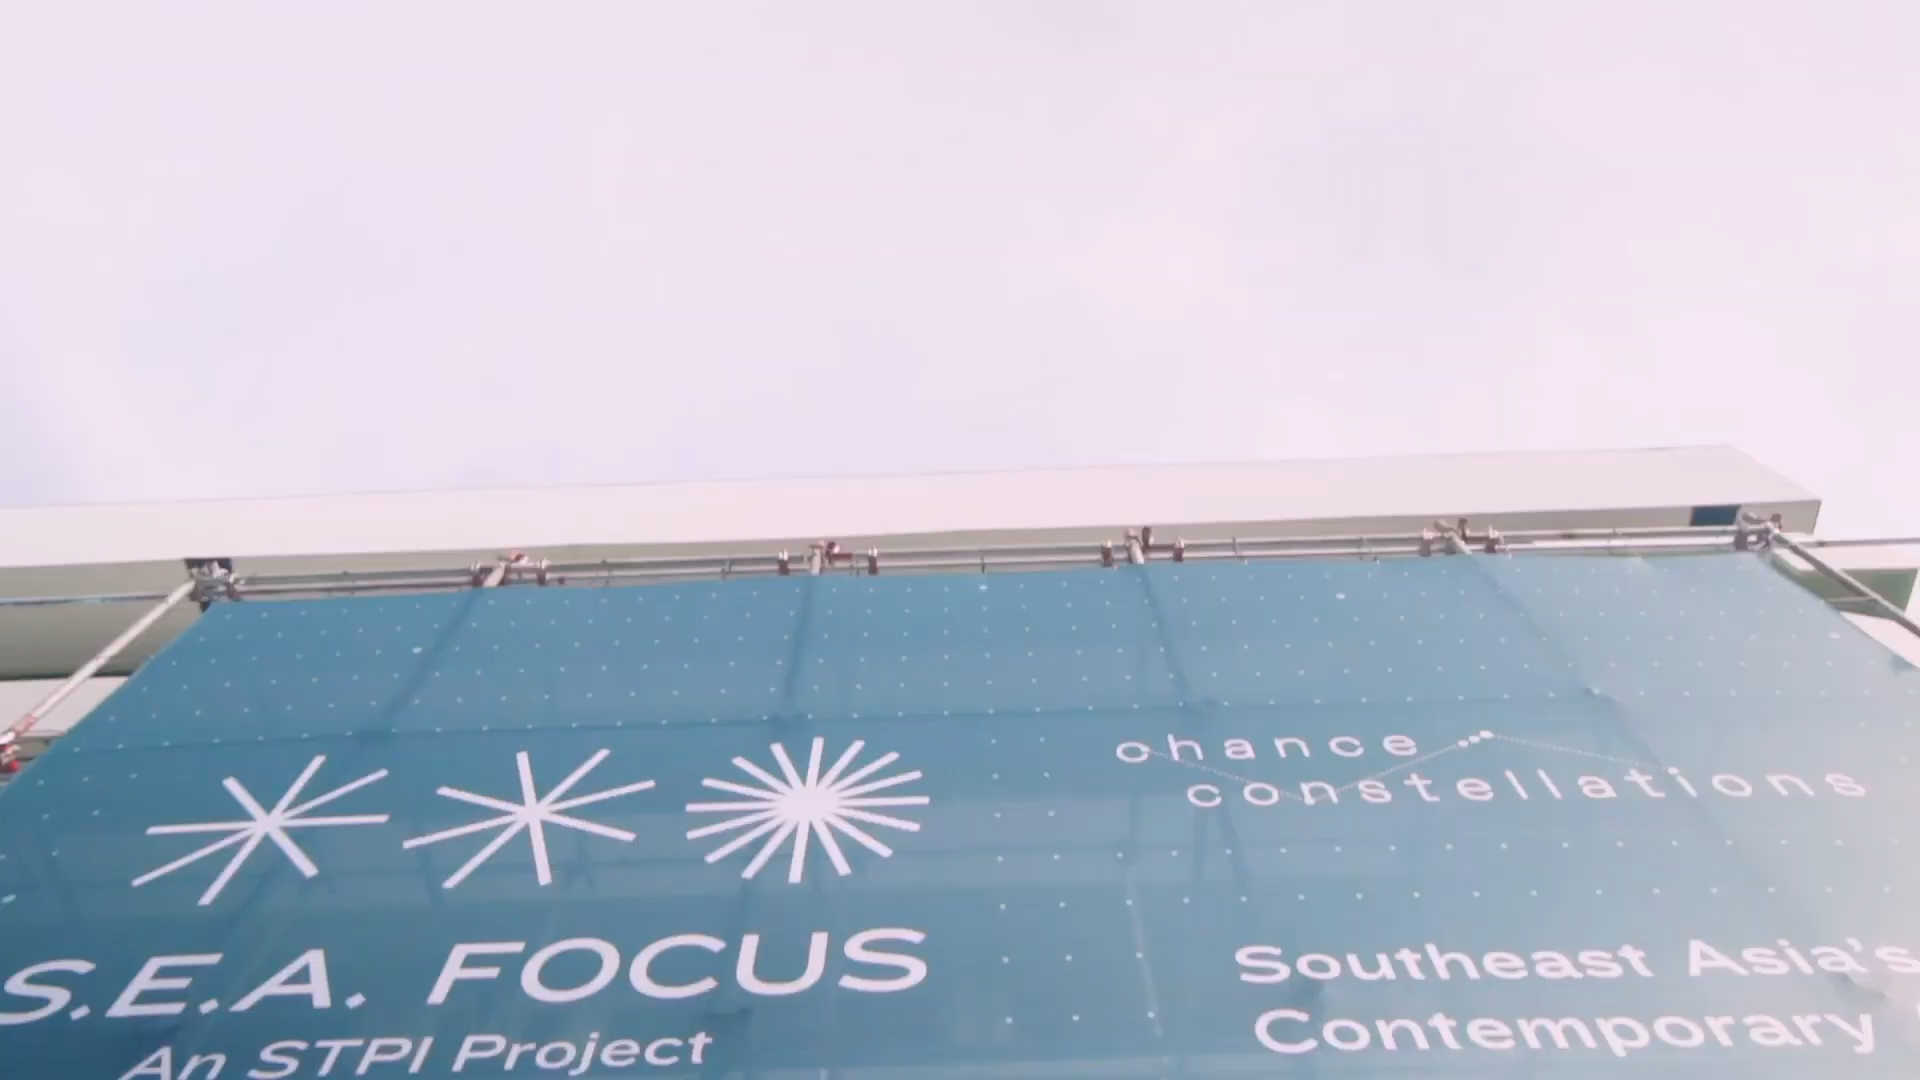 chance
constellations
S.E.A. FOCUS
An STPI Project
Southeast Asia's
Contemporary